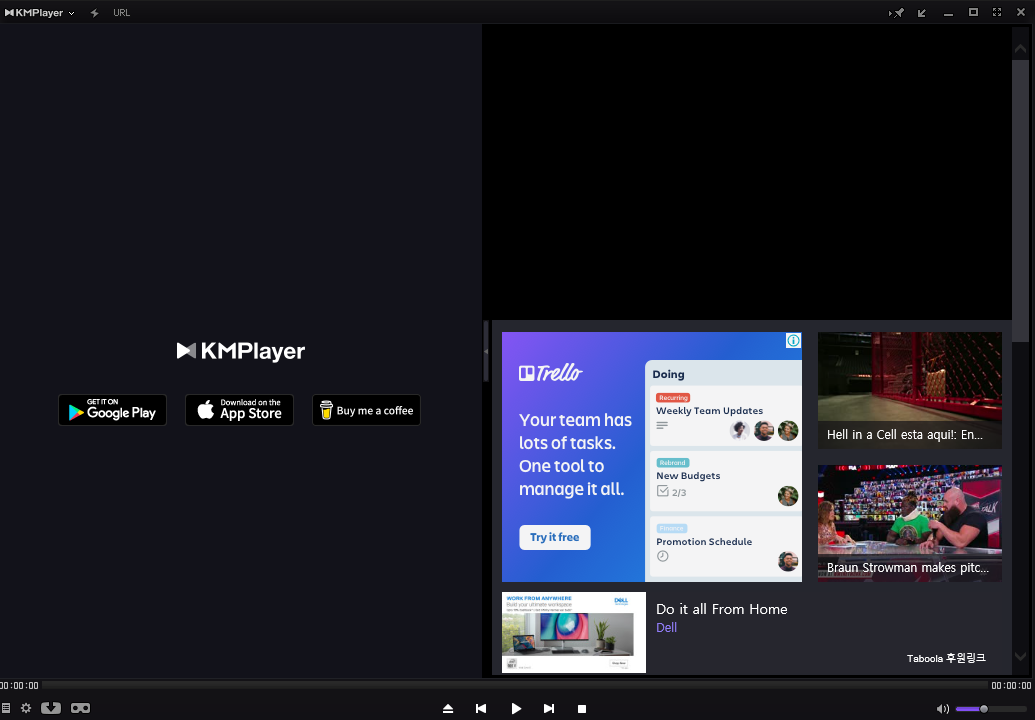 KMPlayer
URL
KMPlayer
GET IT ON
Google Play
Download on the
App Store
Buy me a coffee
Trello
Your team has
lots of tasks.
One tool to
manage it all.
Try it free
Doing
Recurring
Weekly Team Updates
Rebrand
New Budgets
2/3
Finance
Promotion Schedule
Hell in a Cell esta aqui!: En...
Braun Strowman makes pitc...
WORK FROM ANYWHERE
Build your ultimate workspace
DELL
Do it all From Home
Dell
Taboola 후원링크
00:00:00
00:00:00